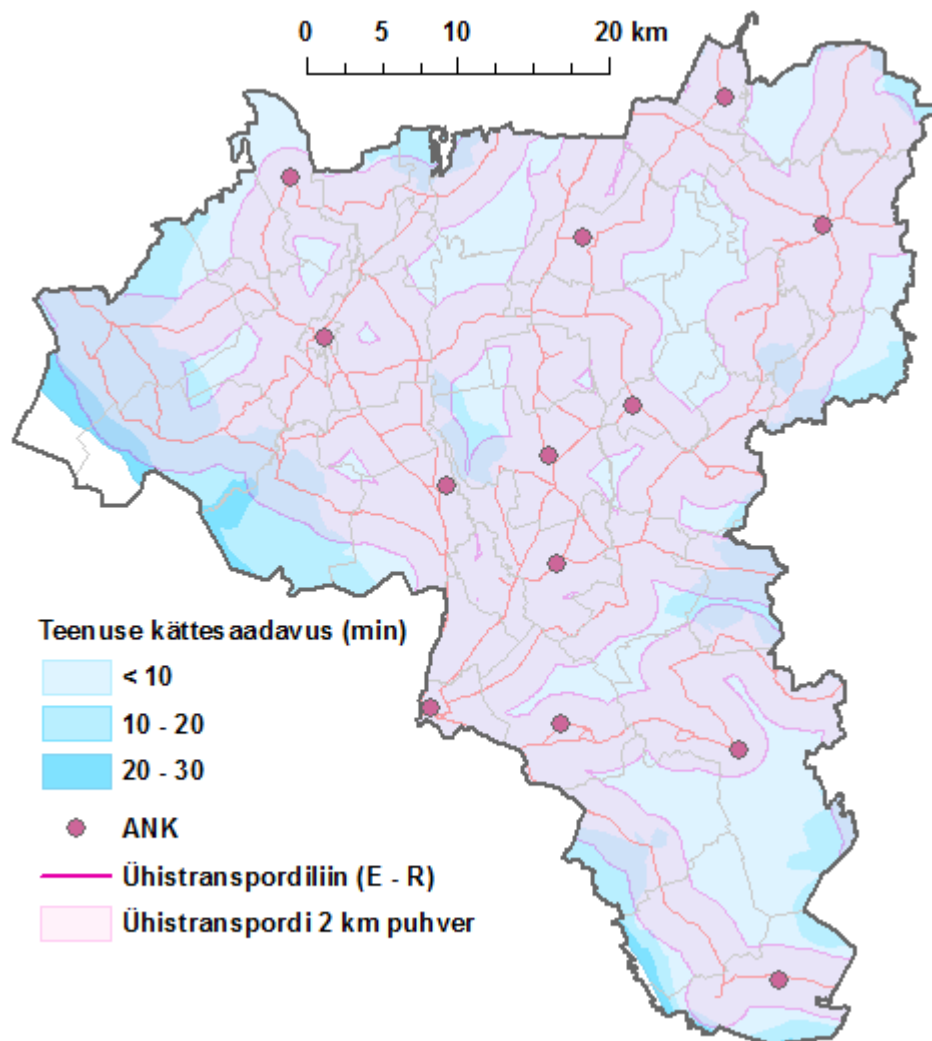 0 5 10 20 km
Teenuse kättesaadavus (min)
< 10
10 - 20
20 - 30
ANK
Ühistranspordiliin (E - R)
Ühistranspordi 2 km puhver